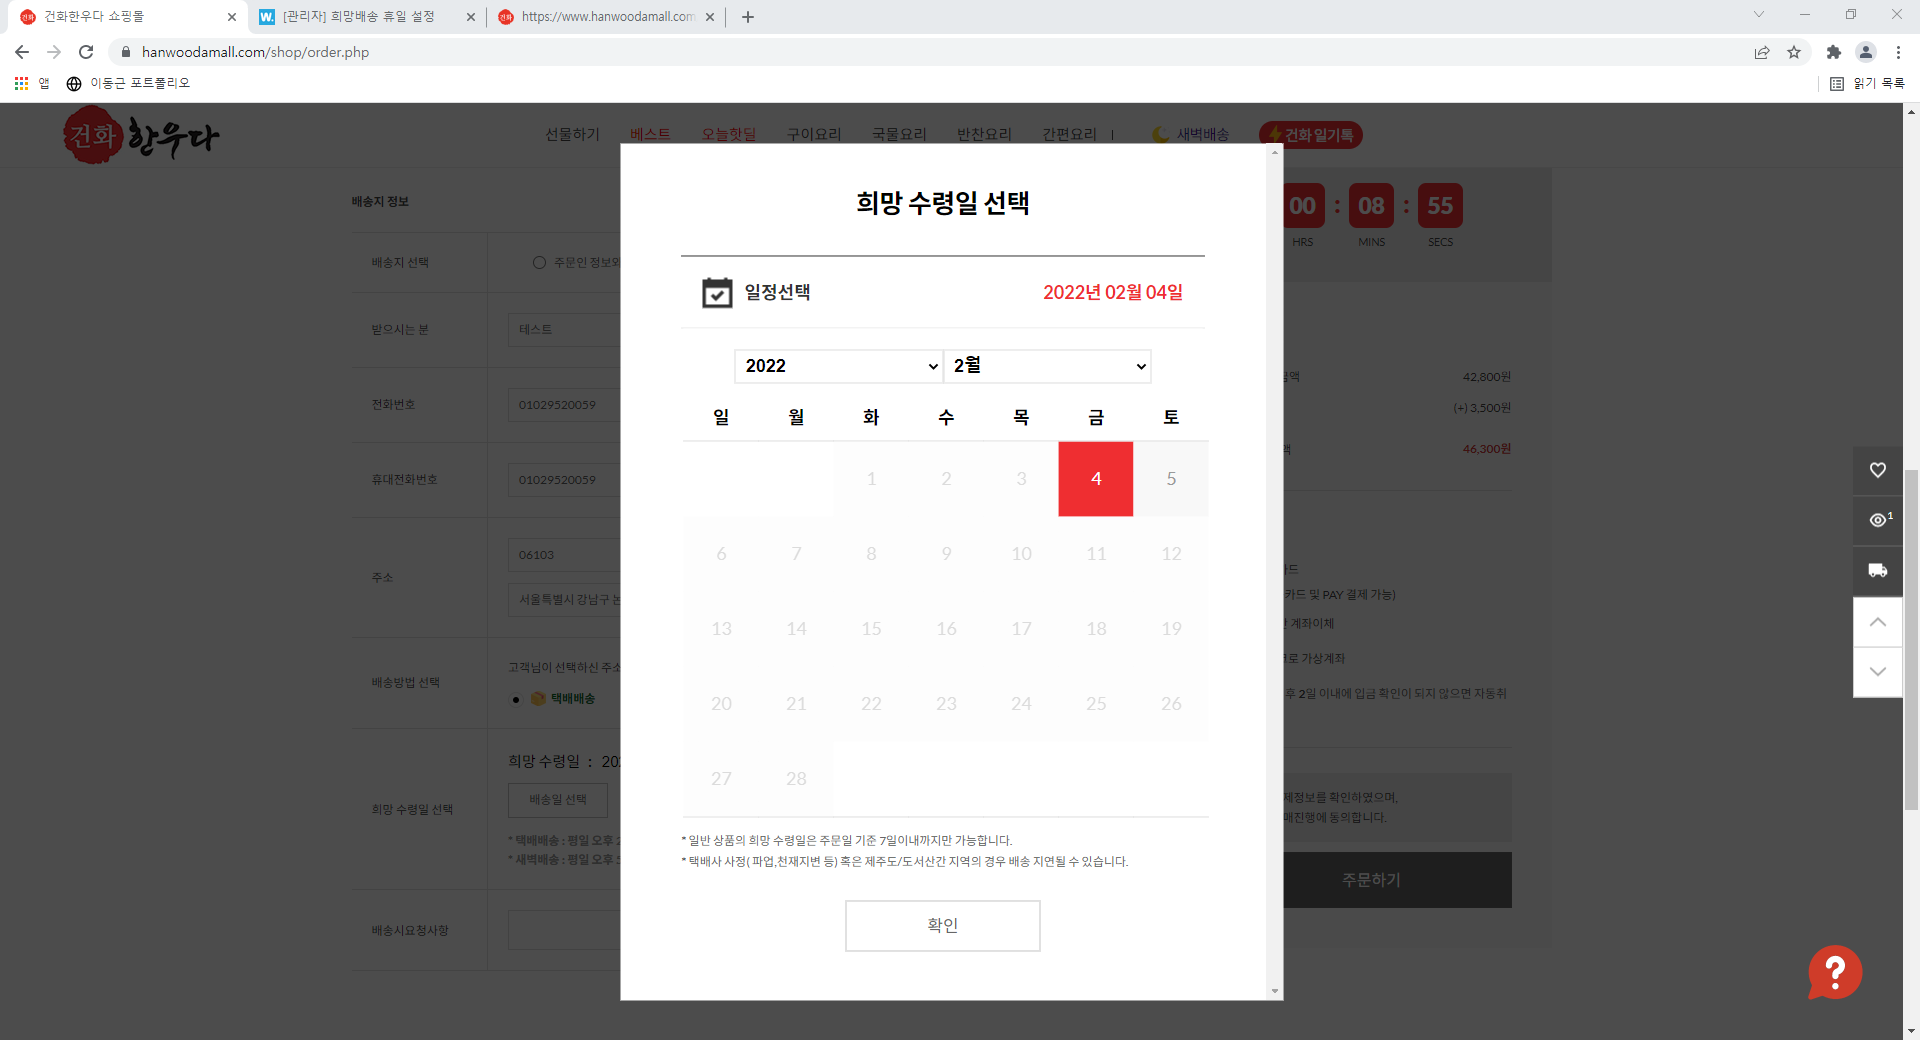 건화한우다 쇼핑몰
[관리자] 희망배송 휴일 설정
https://www.hanwoodamall.com
hanwoodamall.com/shop/order.php
앱
이동근 포트폴리오
읽기 목록
건화 한우다
선물하기 베스트 오늘핫딜 구이요리 국물요리 반찬요리 간편요리 | 새벽배송 건화 일기톡
배송지 정보
배송지 선택
주문인 정보와
받으시는 분
테스트
전화번호
01029520059
휴대전화번호
01029520059
주소
06103
서울특별시 강남구 논
배송방법 선택
고객님이 선택하신 주소
택배배송
희망 수령일 선택
희망 수령일 : 202
배송일 선택
* 택배배송 : 평일 오후 2
* 새벽배송 : 평일 오후
배송시요청사항
희망 수령일 선택
일정선택
2022년 02월 04일
2022
2월
일 월 화 수 목 금 토
1 2 3 4 5
6 7 8 9 10 11 12
13 14 15 16 17 18 19
20 21 22 23 24 25 26
27 28
* 일반 상품의 희망 수령일은 주문일 기준 7일이내까지만 가능합니다.
* 택배사 사정( 파업,천재지변 등) 혹은 제주도/도서산간 지역의 경우 배송 지연될 수 있습니다.
확인
00 : 08 : 55
HRS MINS SECS
액 42,800원
(+) 3,500원
액 46,300원
드
카드 및 PAY 결제 가능)
계좌이체
로 가상계좌
후 2일 이내에 입금 확인이 되지 않으면 자동취
제정보를 확인하였으며,
매진행에 동의합니다.
주문하기
1
?